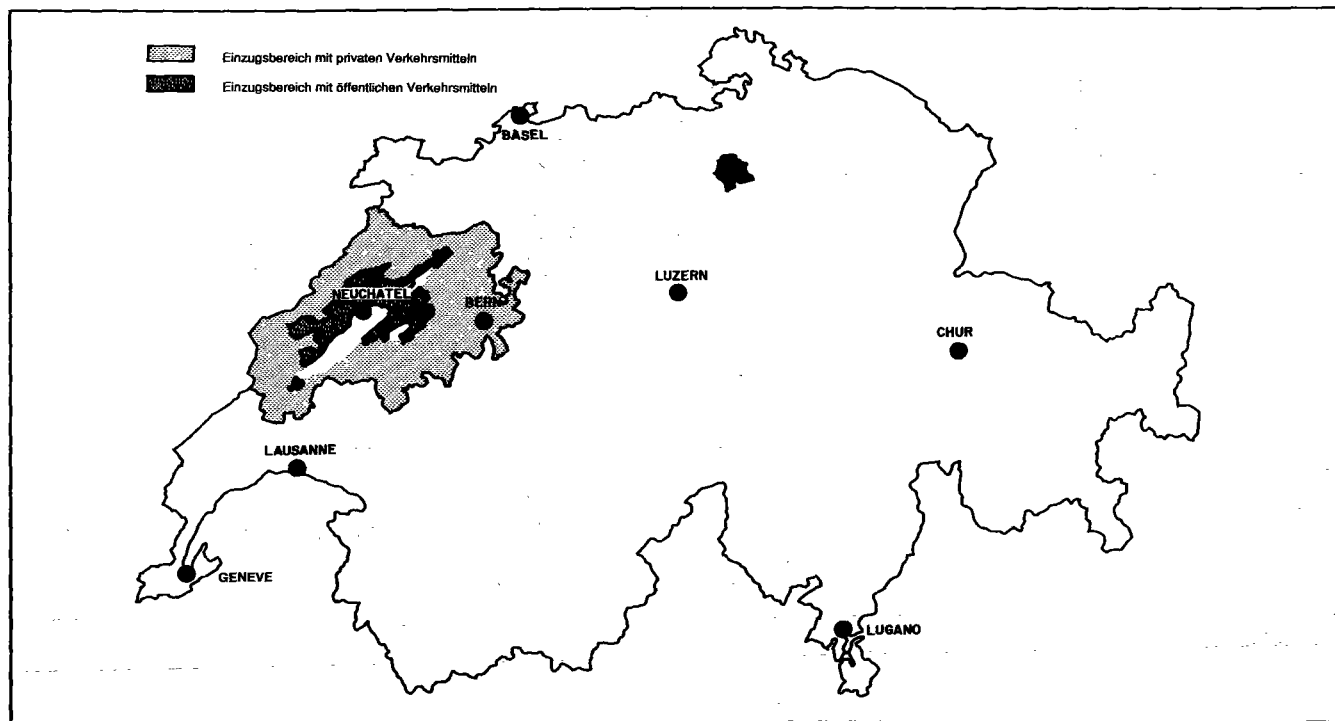 Einzugsbereich mit privaten Verkehrsmitteln
Einzugsbereich mit öffentlichen Verkehrsmitteln
BASEL
NEUCHATEL
BERN
LUZERN
CHUR
LAUSANNE
GENEVE
LUGANO